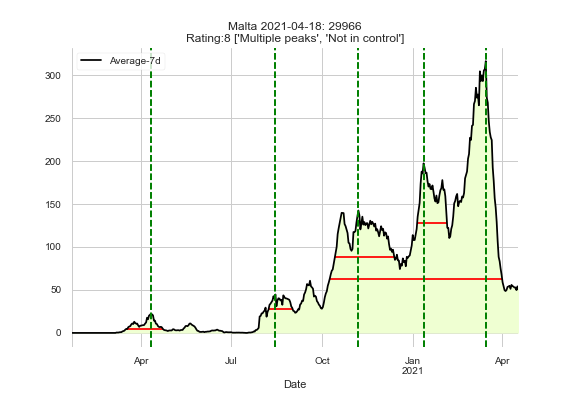 Malta 2021-04-18: 29966
Rating:8 ['Multiple peaks', 'Not in control']
Average-7d
300
250
200
150
100
50
0
Apr
Jul
Oct
Jan
2021
Apr
Date